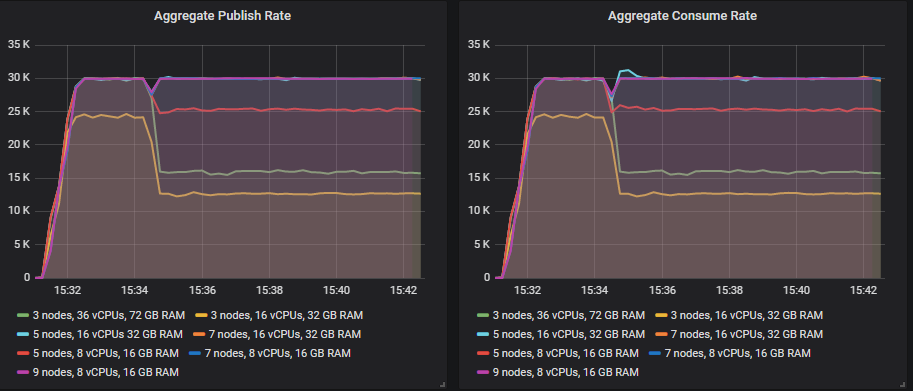 Aggregate Publish Rate
35 K
30 K
25 K
20 K
15 K
10 K
5 K
0
15:32 15:34 15:36 15:38 15:40 15:42
3 nodes, 36 vCPUs, 72 GB RAM 3 nodes, 16 vCPUs, 32 GB RAM
5 nodes, 16 vCPUs 32 GB RAM 7 nodes, 16 vCPUs, 32 GB RAM
5 nodes, 8 vCPUs, 16 GB RAM 7 nodes, 8 vCPUs, 16 GB RAM
9 nodes, 8 vCPUs, 16 GB RAM
Aggregate Consume Rate
35 K
30 K
25 K
20 K
15 K
10 K
5 K
0
15:32 15:34 15:36 15:38 15:40 15:42
3 nodes, 36 vCPUs, 72 GB RAM 3 nodes, 16 vCPUs, 32 GB RAM
5 nodes, 16 vCPUs, 32 GB RAM 7 nodes, 16 vCPUs, 32 GB RAM
5 nodes, 8 vCPUs, 16 GB RAM 7 nodes, 8 vCPUs, 16 GB RAM
9 nodes, 8 vCPUs, 16 GB RAM